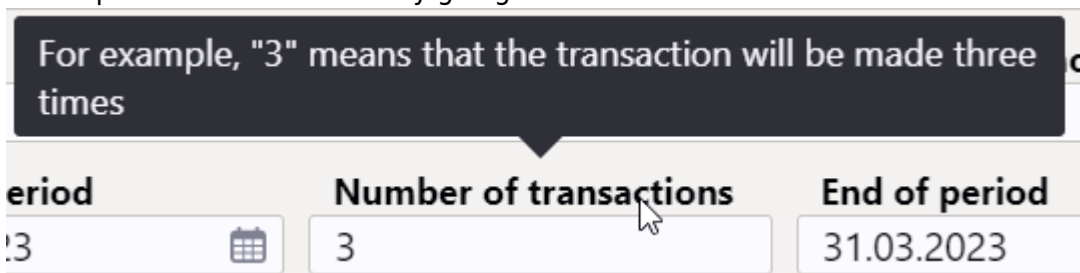 For example, "3" means that the transaction will be made three
times
eriod
Number of transactions
End of period
23
3
31.03.2023